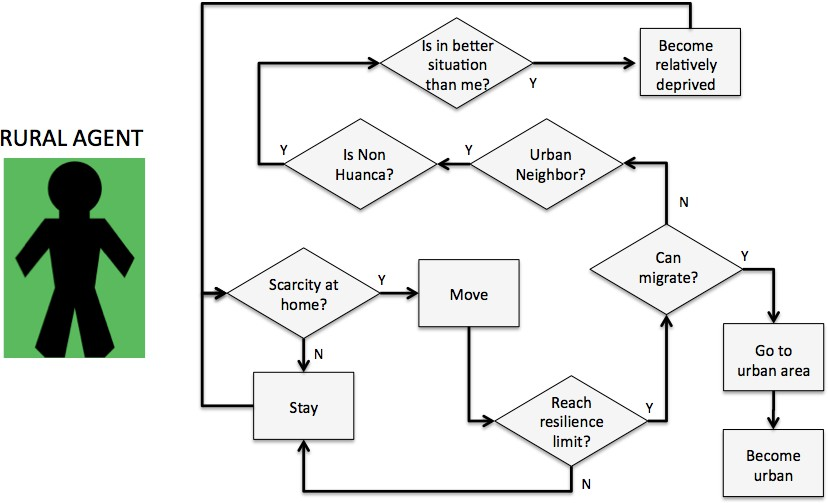 Is in better
situation
than me?
Y
Become
relatively
deprived
RURAL AGENT
Y
Is Non
Huanca?
Y
Urban
Neighbor?
N
Scarcity at
home?
Y
Move
Can
migrate?
Y
N
Stay
Go to
urban area
Reach
resilience
limit?
Y
N
Become
urban